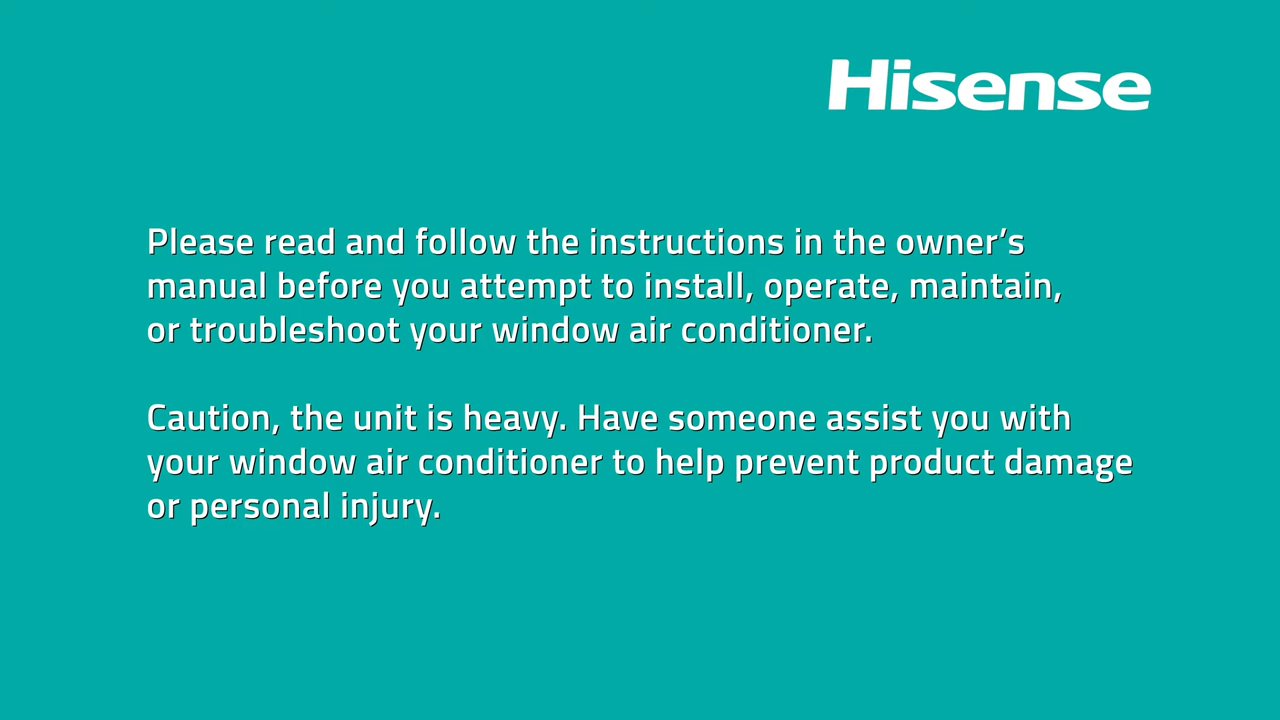 Hisense
Please read and follow the instructions in the owner’s
manual before you attempt to install, operate, maintain,
or troubleshoot your window air conditioner.
Caution, the unit is heavy. Have someone assist you with
your window air conditioner to help prevent product damage
or personal injury.